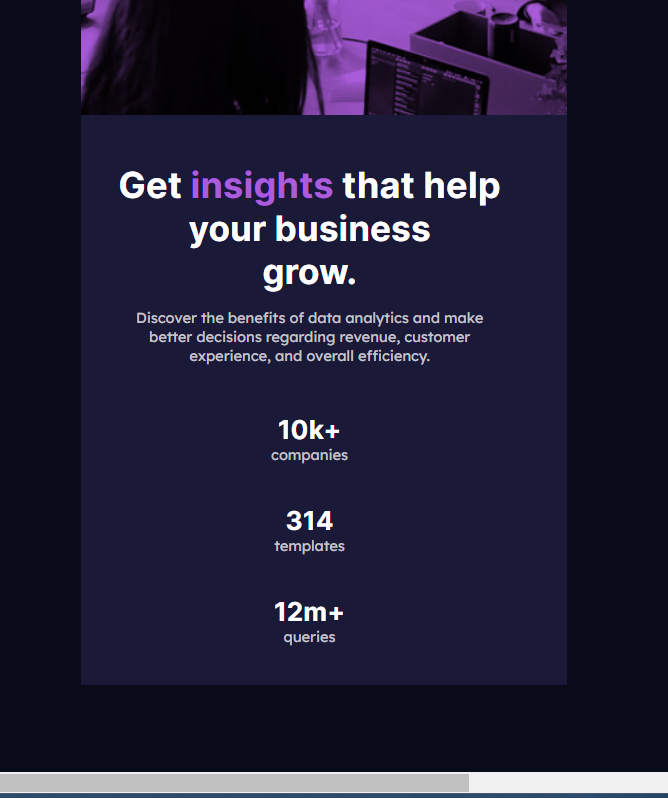 Get insights that help
your business
grow.
Discover the benefits of data analytics and make
better decisions regarding revenue, customer
experience, and overall efficiency.
10k+
companies
314
templates
12m+
queries